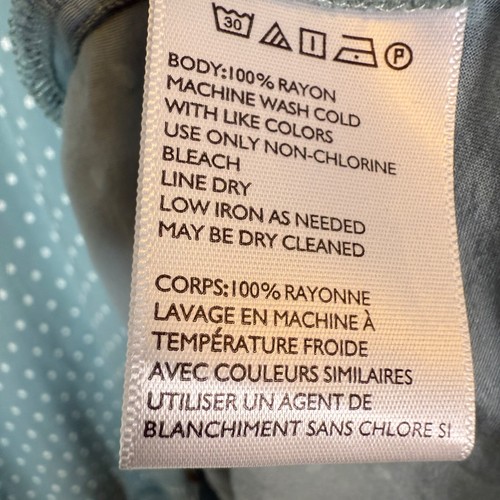 30 P
BODY:100% RAYON
MACHINE WASH COLD
WITH LIKE COLORS
USE ONLY NON-CHLORINE
BLEACH
LINE DRY
LOW IRON AS NEEDED
MAY BE DRY CLEANED
CORPS:100% RAYONNE
LAVAGE EN MACHINE À
TEMPÉRATURE FROIDE
AVEC COULEURS SIMILAIRES
UTILISER UN AGENT DE
BLANCHIMENT SANS CHLORE SI